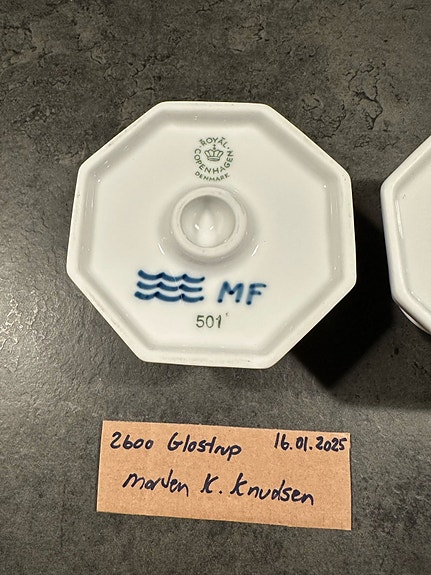 ROYAL
COPENHAGEN
DENMARK
MF
501
2600 Glostrup 16.01.2025
Morten K. Knudsen